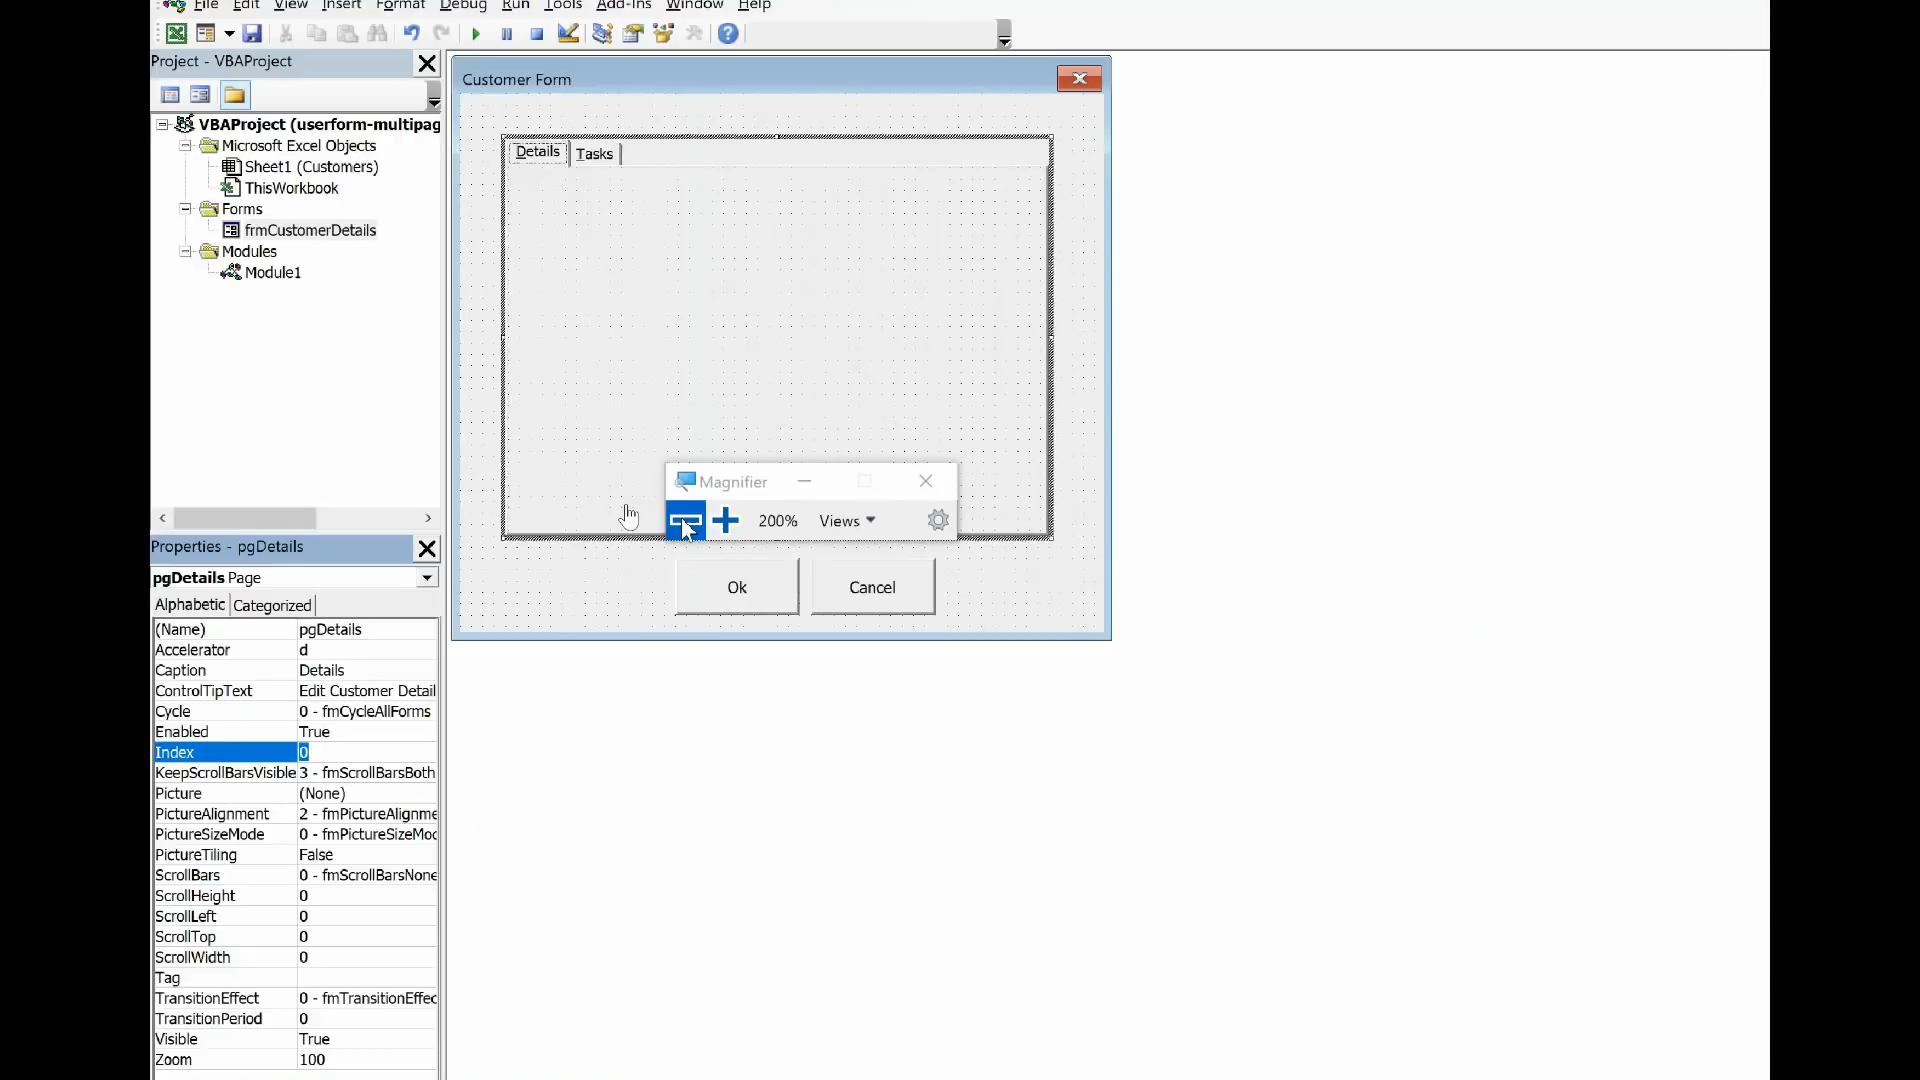 File Edit View Insert Format Debug Run Tools Add-Ins Window Help
Project - VBAProject
VBAProject (userform-multipag
Microsoft Excel Objects
Sheet1 (Customers)
ThisWorkbook
Forms
frmCustomerDetails
Modules
Module1
Properties - pgDetails
pgDetails Page
Alphabetic Categorized
(Name) pgDetails
Accelerator d
Caption Details
ControlTipText Edit Customer Detail
Cycle 0 - fmCycleAllForms
Enabled True
Index 0
KeepScrollBarsVisible 3 - fmScrollBarsBoth
Picture (None)
PictureAlignment 2 - fmPictureAlignme
PictureSizeMode 0 - fmPictureSizeMod
PictureTiling False
ScrollBars 0 - fmScrollBarsNone
ScrollHeight 0
ScrollLeft 0
ScrollTop 0
ScrollWidth 0
Tag
TransitionEffect 0 - fmTransitionEffec
TransitionPeriod 0
Visible True
Zoom 100
Customer Form
Details Tasks
Magnifier
200% Views
Ok Cancel